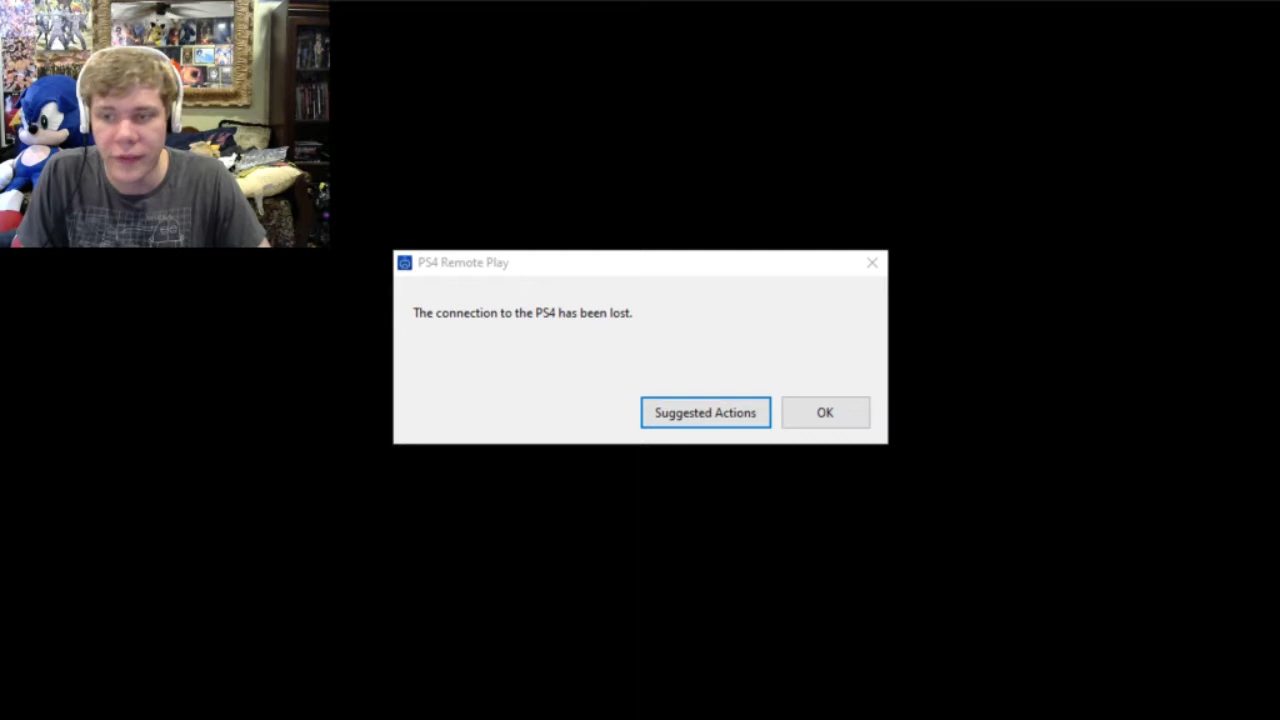 PS4 Remote Play
The connection to the PS4 has been lost.
Suggested Actions
OK